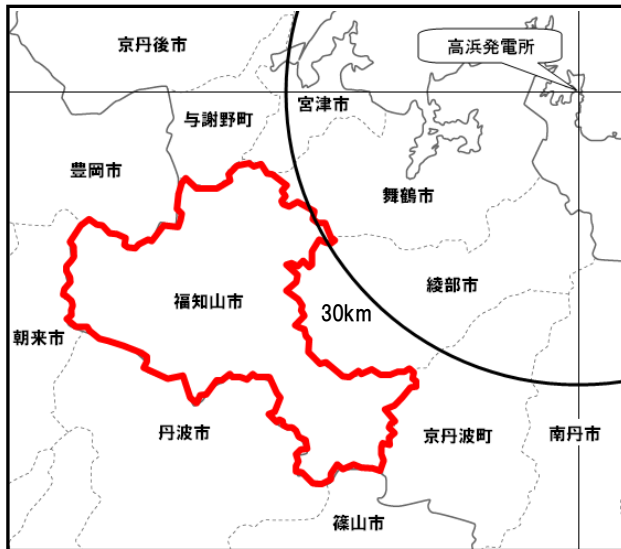 京丹後市
高浜発電所
宮津市
与謝野町
豊岡市
舞鶴市
綾部市
福知山市
30km
朝来市
丹波市
京丹波町
南丹市
篠山市